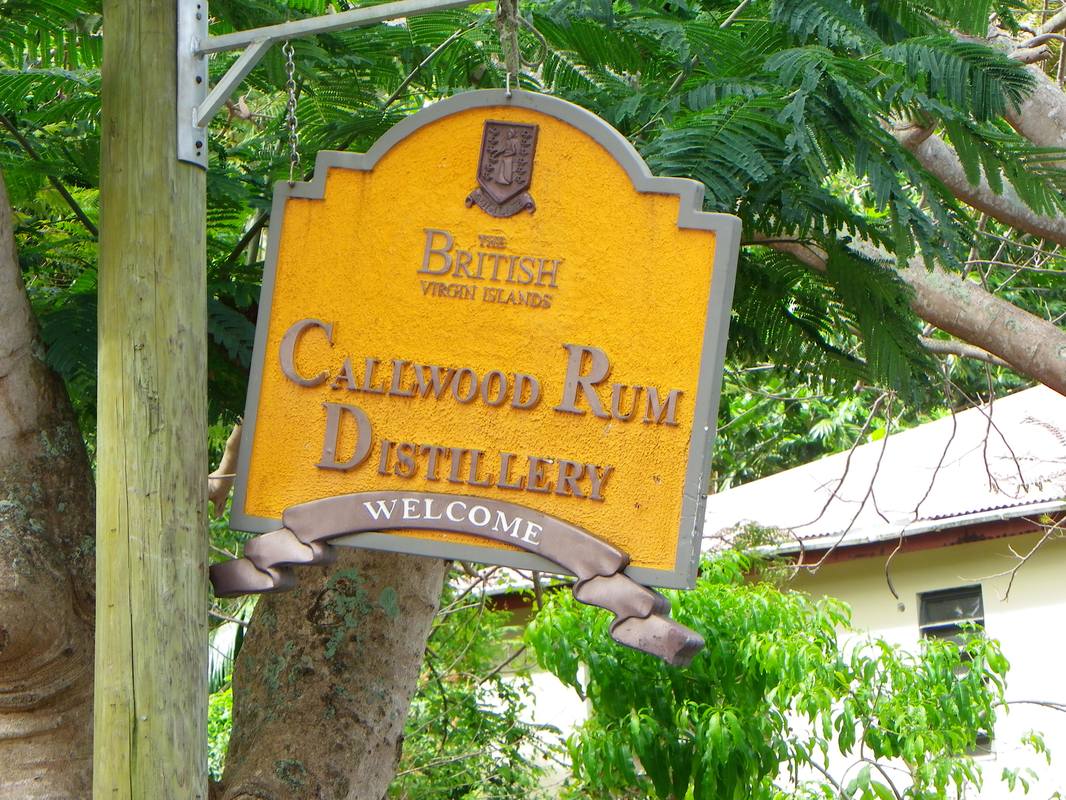 THE
BRITISH
VIRGIN ISLANDS
CALLWOOD RUM
DISTILLERY
WELCOME